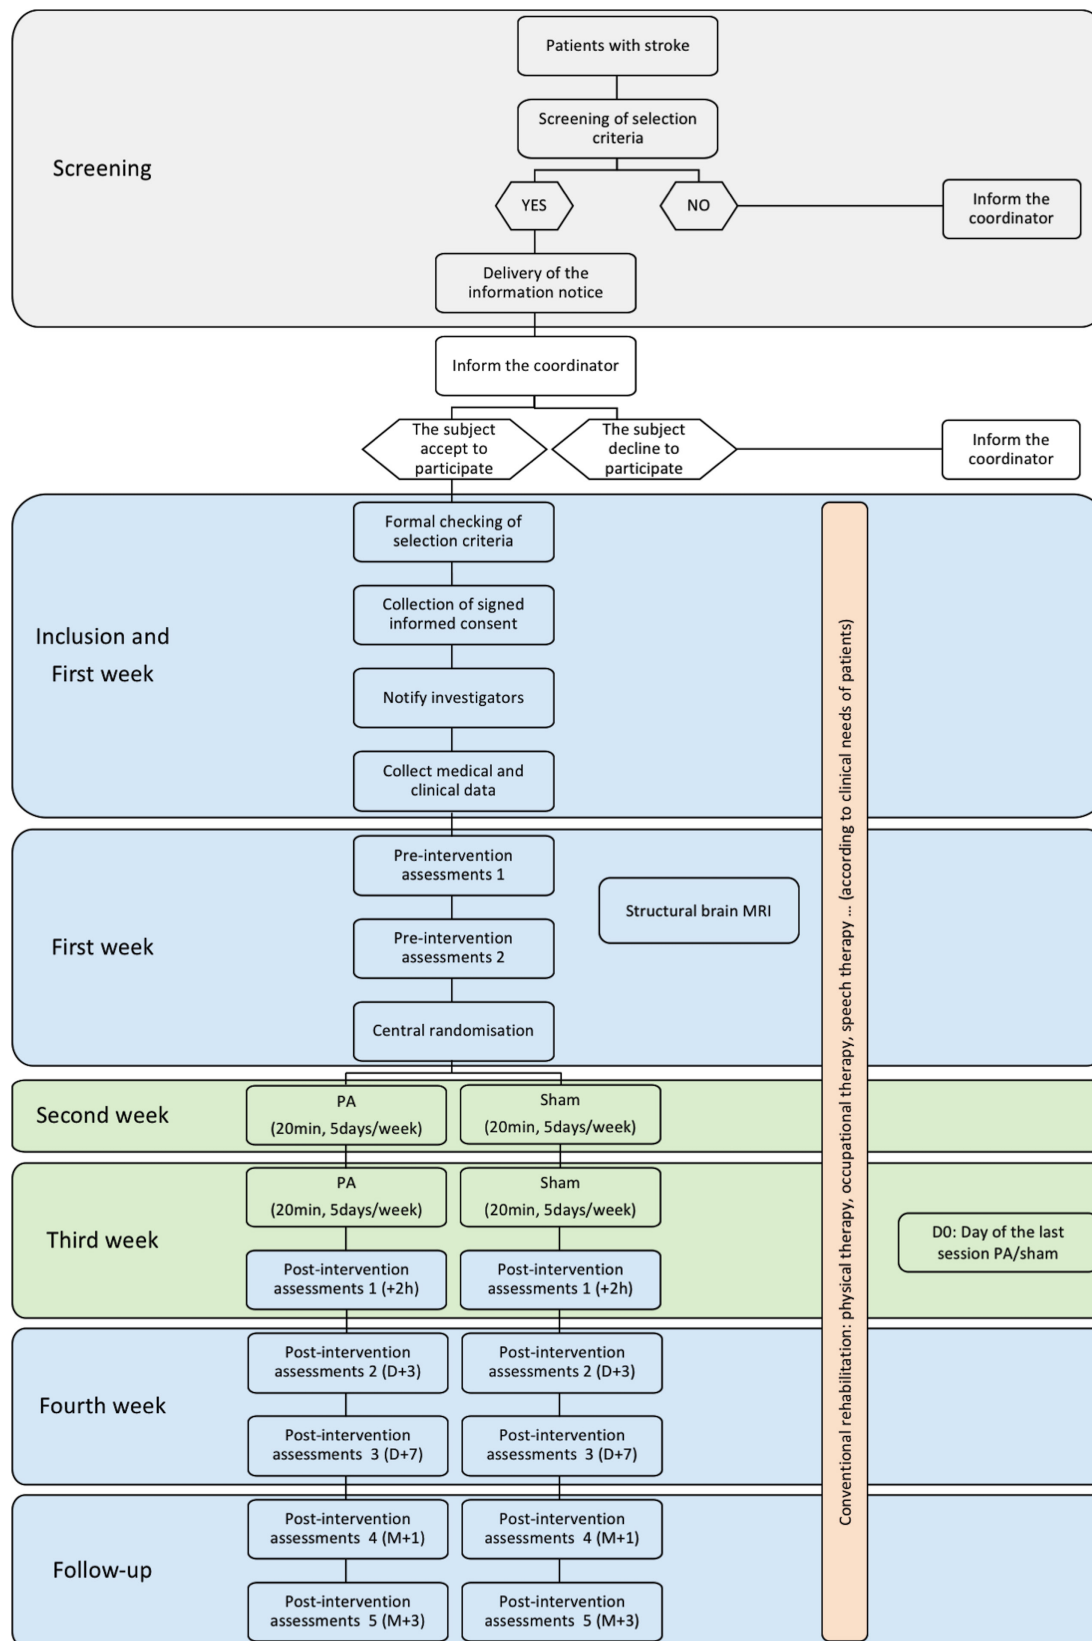 Patients with stroke
Screening of selection
criteria
Screening
YES
NO
Inform the
coordinator
Delivery of the
information notice
Inform the coordinator
The subject
accept to
participate
The subject
decline to
participate
Inform the
coordinator
Formal checking of
selection criteria
Collection of signed
informed consent
Inclusion and
First week
Notify investigators
Collect medical and
clinical data
Pre-intervention
assessments 1
Structural brain MRI
First week
Pre-intervention
assessments 2
Central randomisation
Conventional rehabilitation: physical therapy, occupational therapy, speech therapy ... (according to clinical needs of patients)
Second week
PA
(20min, 5days/week)
Sham
(20min, 5days/week)
Third week
PA
(20min, 5days/week)
Sham
(20min, 5days/week)
D0: Day of the last
session PA/sham
Post-intervention
assessments 1 (+2h)
Post-intervention
assessments 1 (+2h)
Fourth week
Post-intervention
assessments 2 (D+3)
Post-intervention
assessments 2 (D+3)
Post-intervention
assessments  3 (D+7)
Post-intervention
assessments  3 (D+7)
Follow-up
Post-intervention
assessments  4 (M+1)
Post-intervention
assessments  4 (M+1)
Post-intervention
assessments  5 (M+3)
Post-intervention
assessments  5 (M+3)